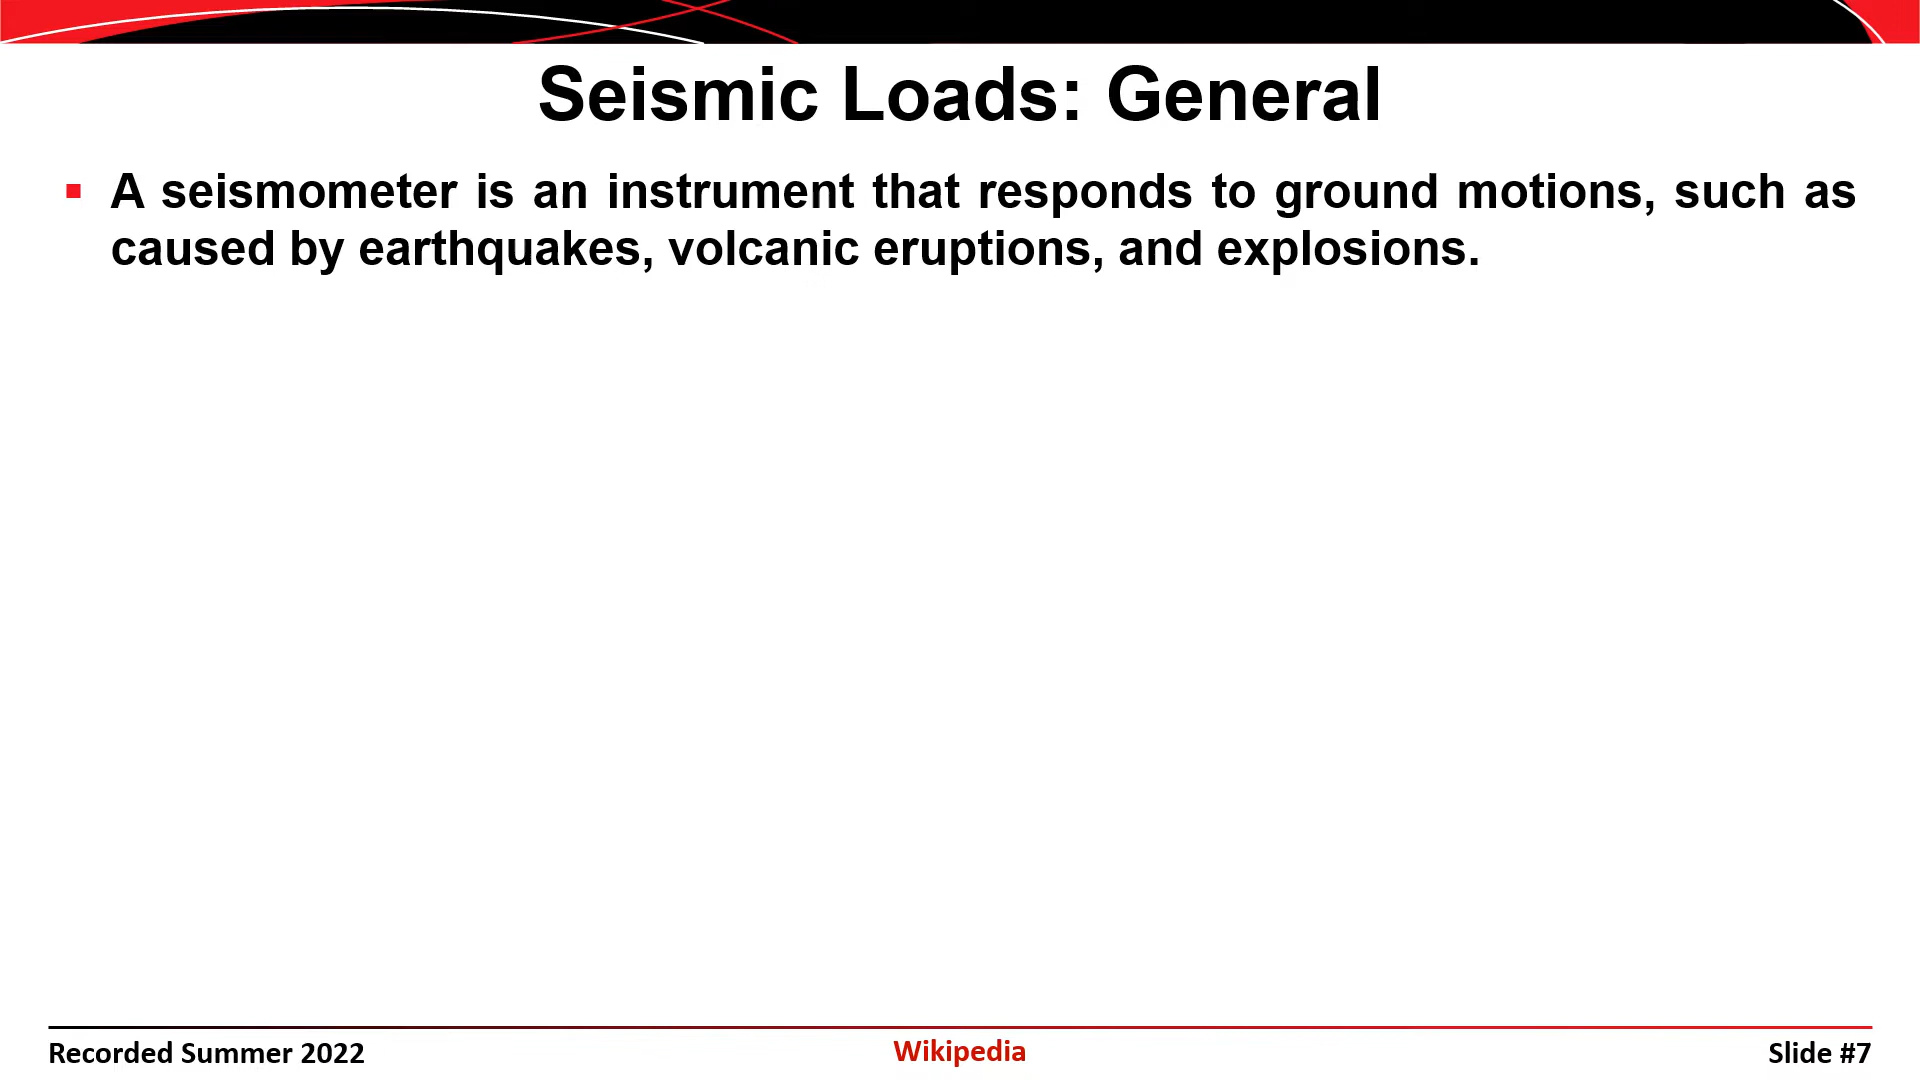 Seismic Loads: General
▪ A seismometer is an instrument that responds to ground motions, such as
caused by earthquakes, volcanic eruptions, and explosions.
Recorded Summer 2022
Wikipedia
Slide #7